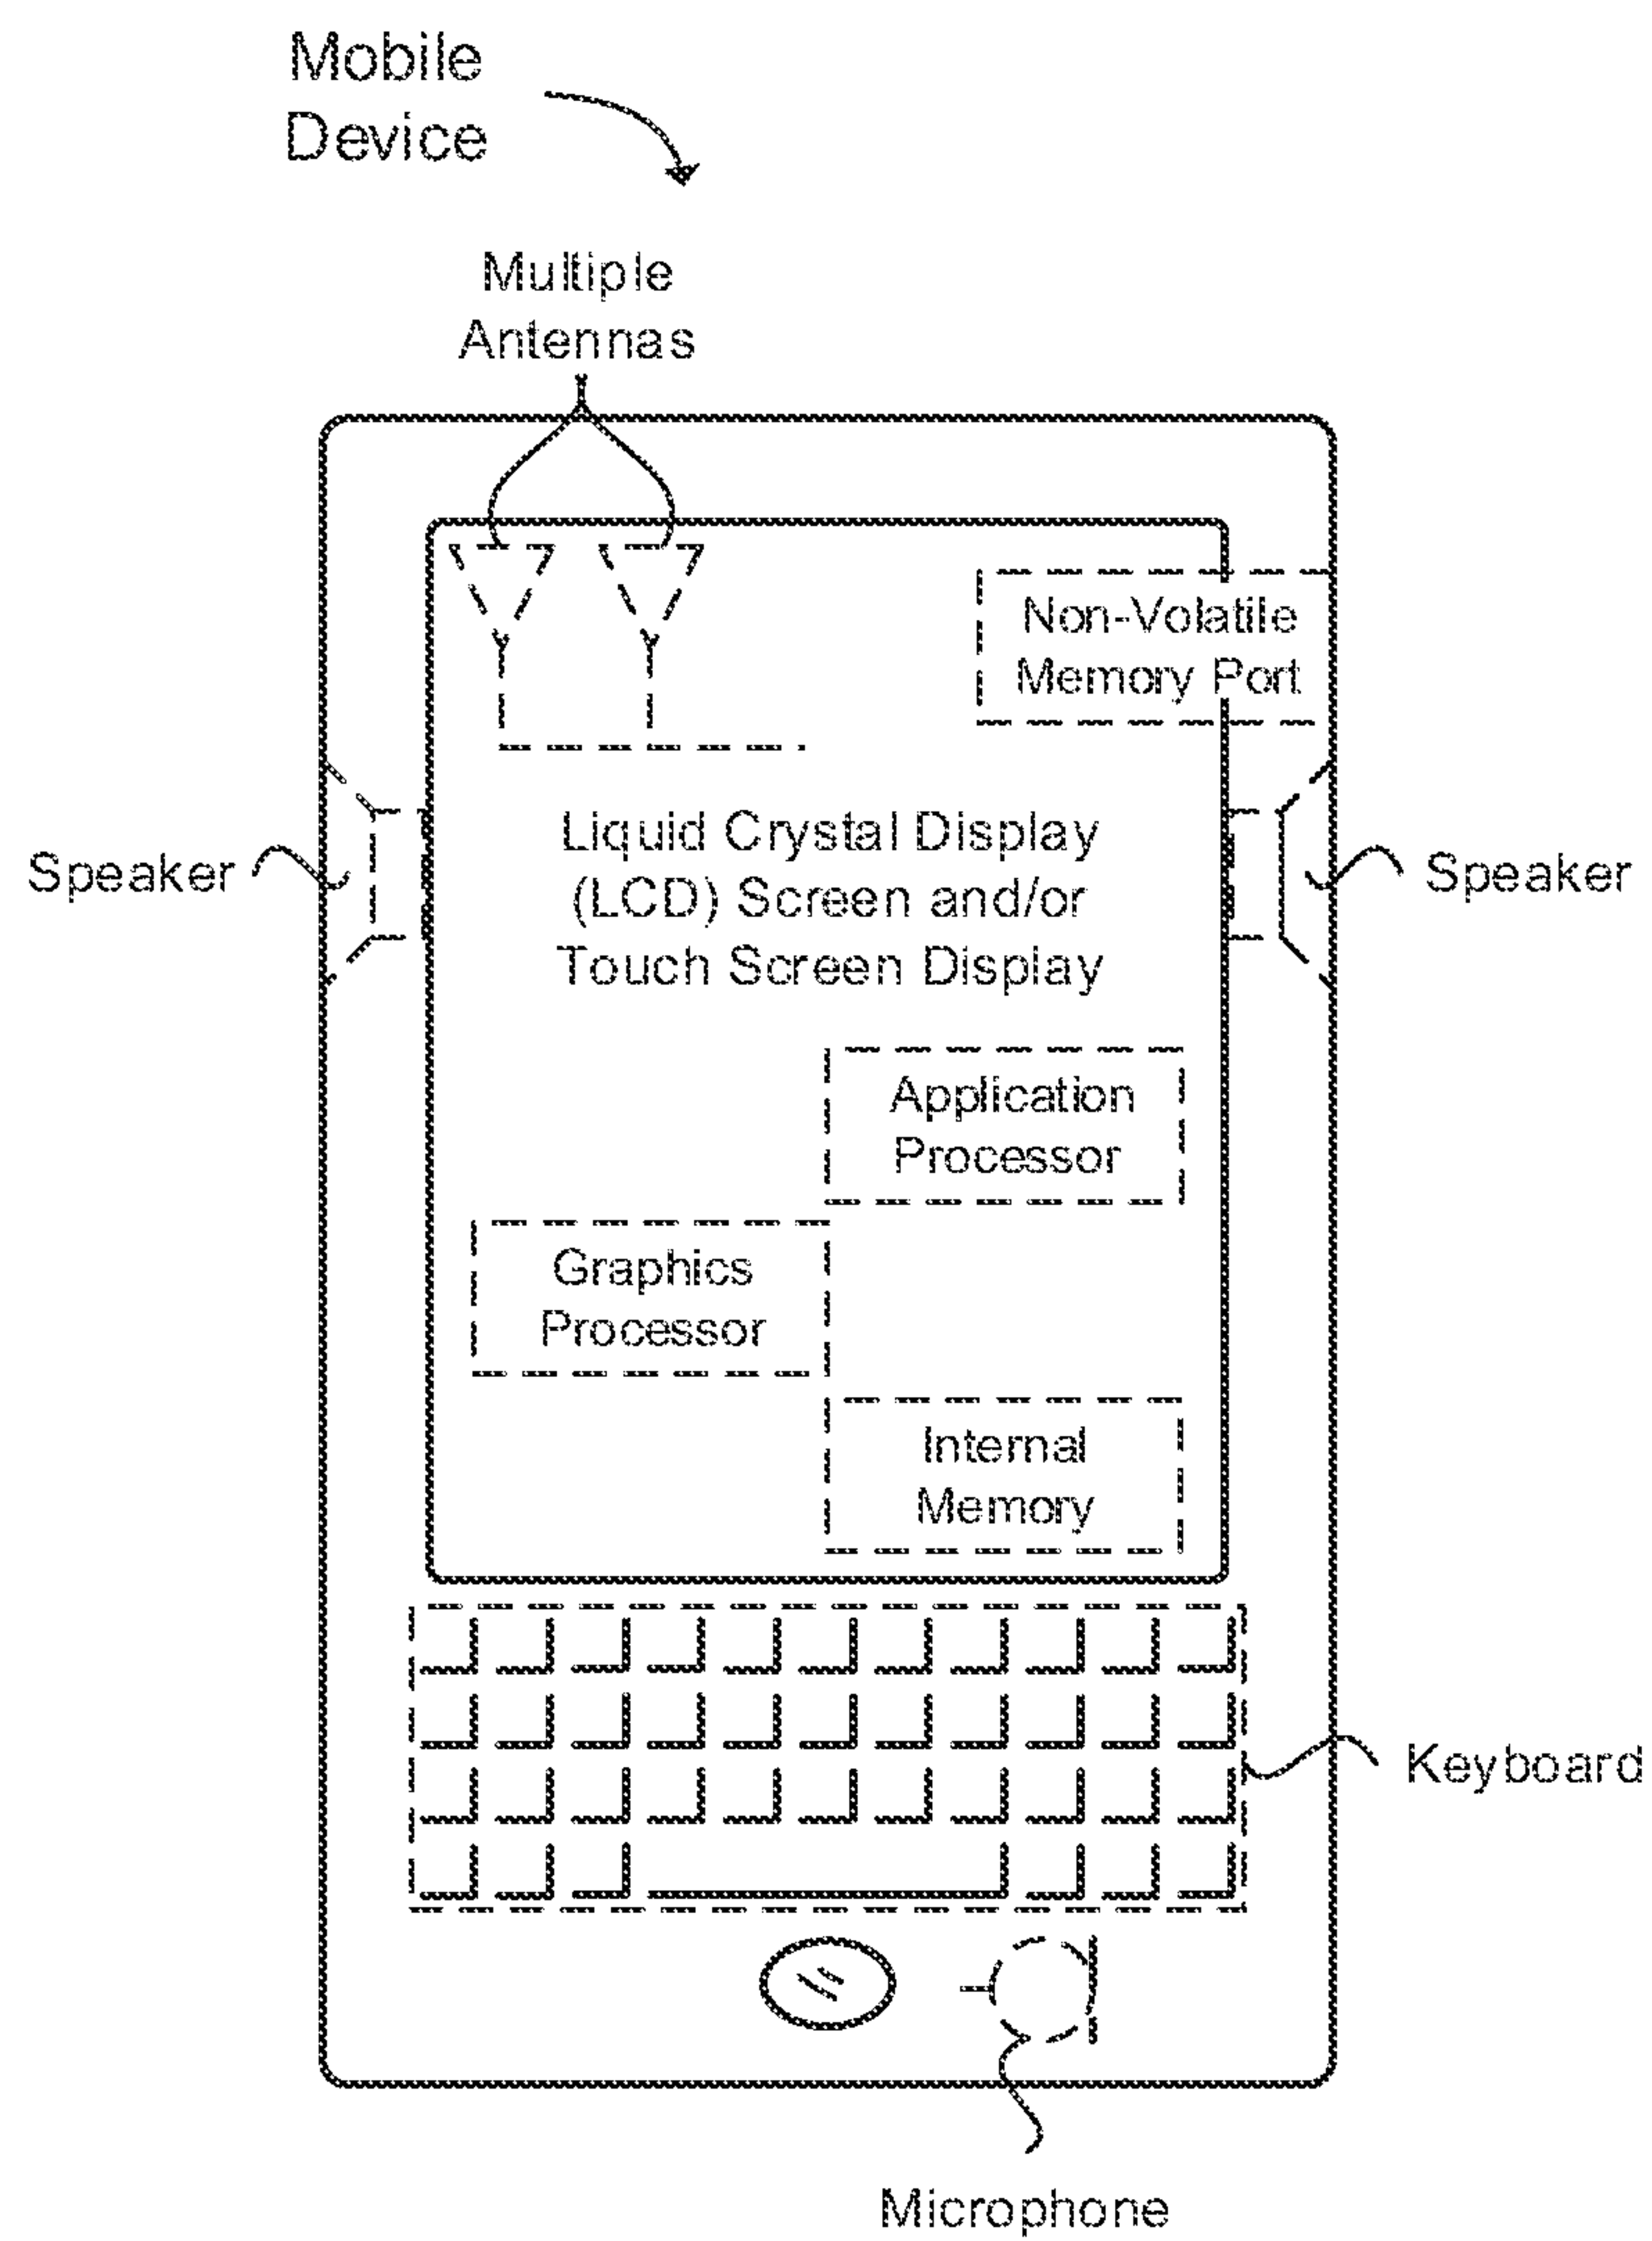 Mobile
Device
Multiple
Antennas
Non-Volatile
Memory Port
Speaker
Liquid Crystal Display
(LCD) Screen and/or
Touch Screen Display
Speaker
Application
Processor
Graphics
Processor
Internal
Memory
Keyboard
Microphone